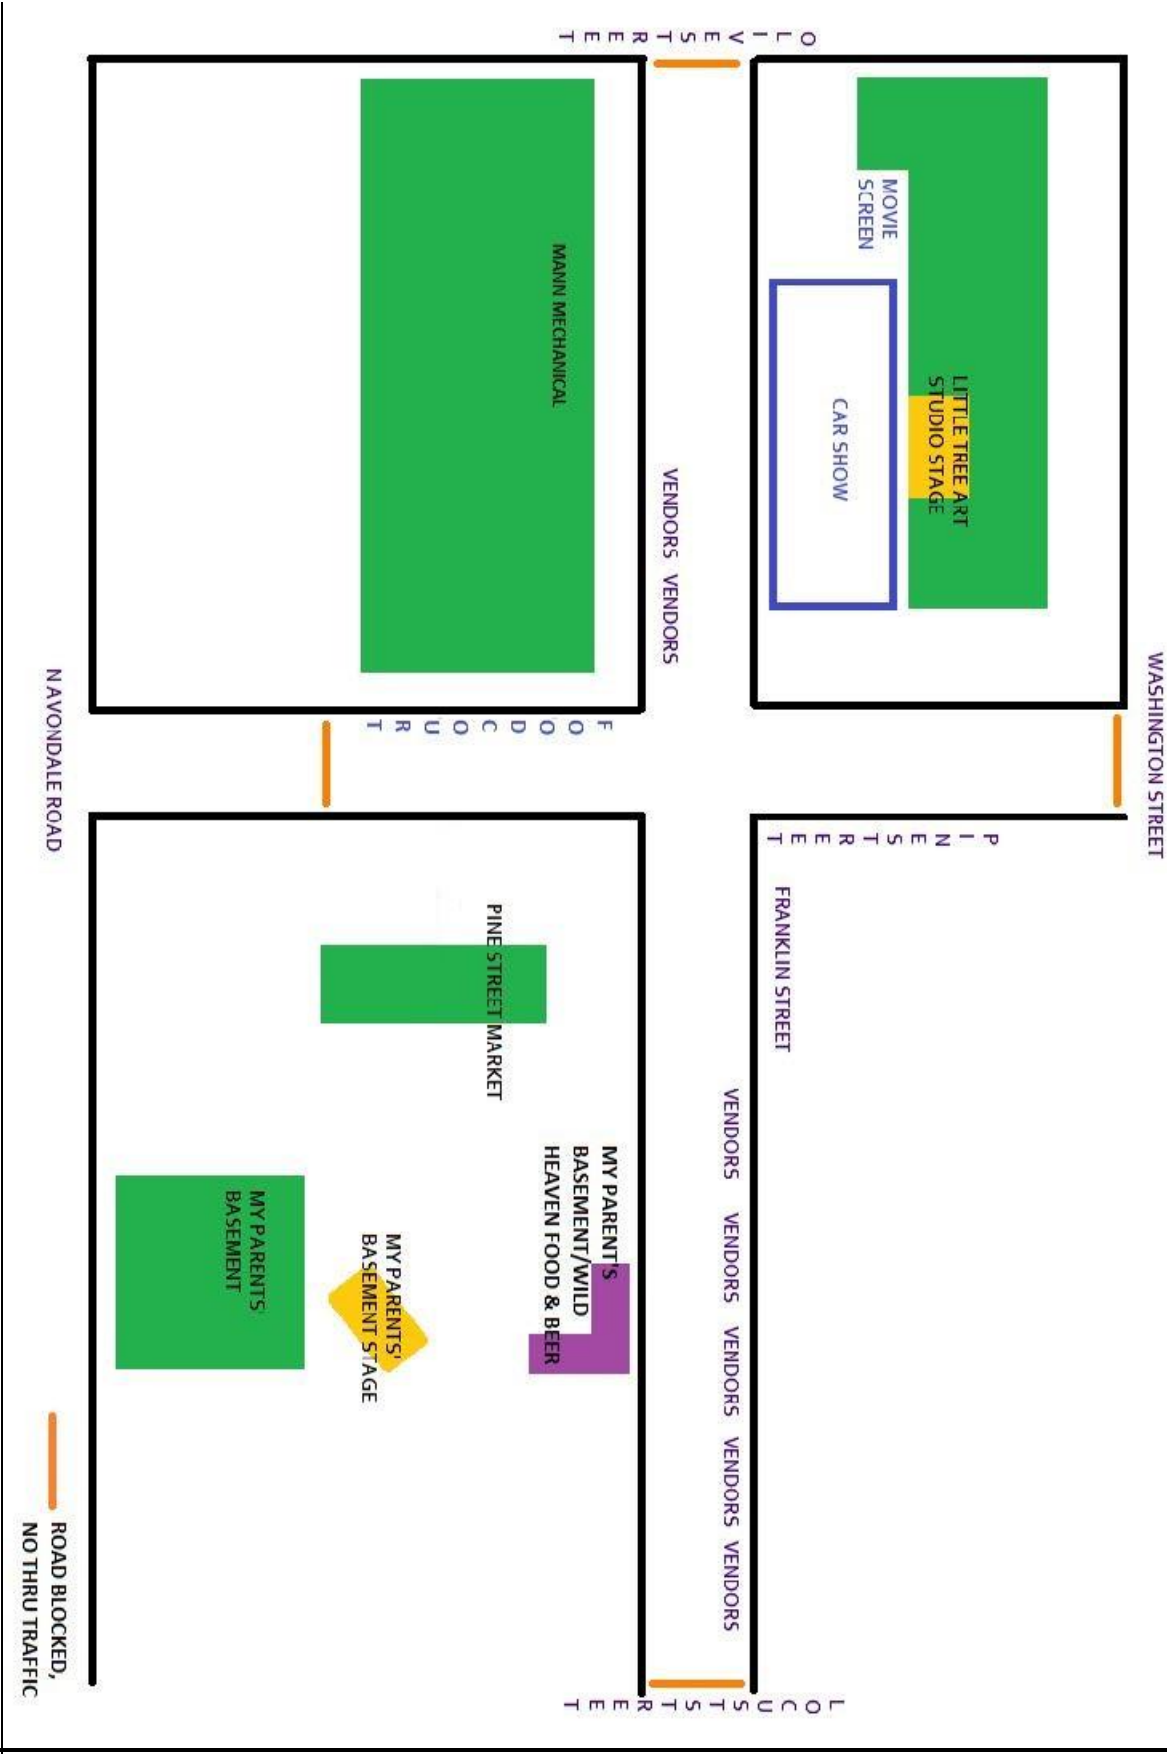 WASHINGTON STREET
OLIVE STREET
LITTLE TREE ART
STUDIO STAGE
MOVIE
SCREEN
CAR SHOW
PINE STREET
FRANKLIN STREET
VENDORS VENDORS VENDORS VENDORS VENDORS
LOCUST STREET
VENDORS VENDORS
MANN MECHANICAL
FOOD COURT
MY PARENT'S
BASEMENT/WILD
HEAVEN FOOD & BEER
PINE STREET MARKET
MY PARENTS'
BASEMENT STAGE
MY PARENTS'
BASEMENT
N AVONDALE ROAD
ROAD BLOCKED,
NO THRU TRAFFIC